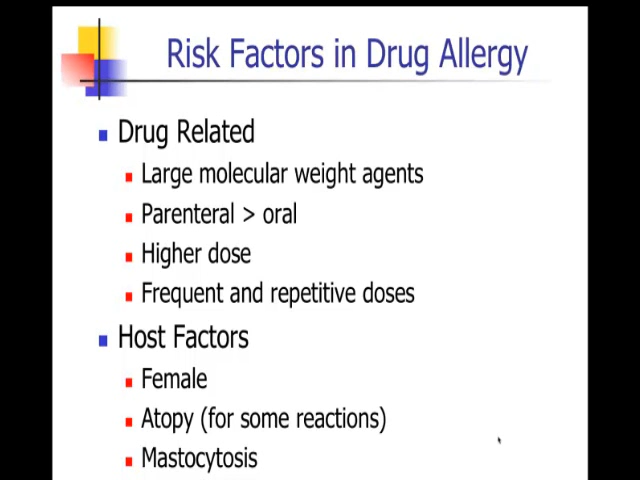 Risk Factors in Drug Allergy
Drug Related
Large molecular weight agents
Parenteral > oral
Higher dose
Frequent and repetitive doses
Host Factors
Female
Atopy (for some reactions)
Mastocytosis